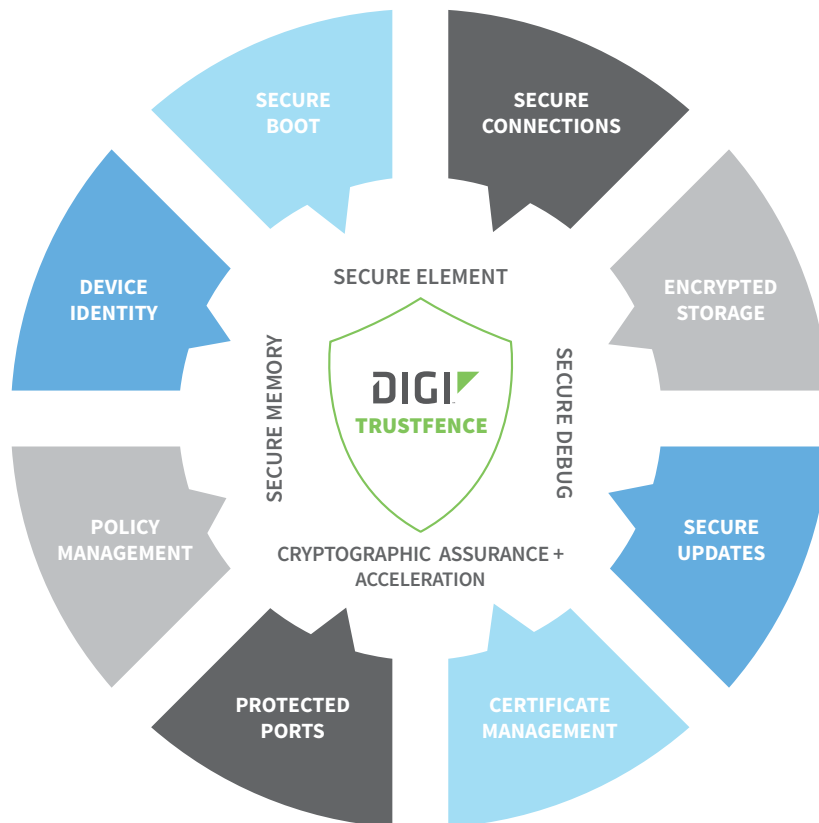 SECURE
BOOT
SECURE
CONNECTIONS
DEVICE
IDENTITY
ENCRYPTED
STORAGE
SECURE ELEMENT
SECURE MEMORY
DIGI
TRUSTFENCE
SECURE DEBUG
POLICY
MANAGEMENT
SECURE
UPDATES
CRYPTOGRAPHIC ASSURANCE +
ACCELERATION
PROTECTED
PORTS
CERTIFICATE
MANAGEMENT